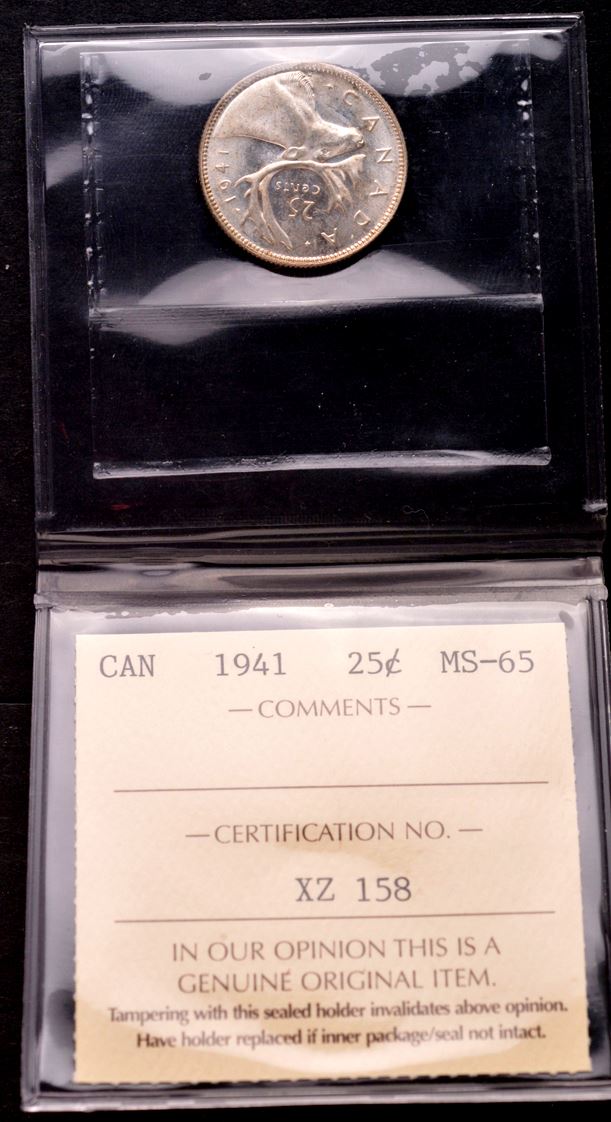 CANADA
1941
25
CENTS
CAN 1941 25¢ MS-65
— COMMENTS —
— CERTIFICATION NO. —
XZ 158
IN OUR OPINION THIS IS A
GENUINE ORIGINAL ITEM.
Tampering with this sealed holder invalidates above opinion.
Have holder replaced if inner package/seal not intact.